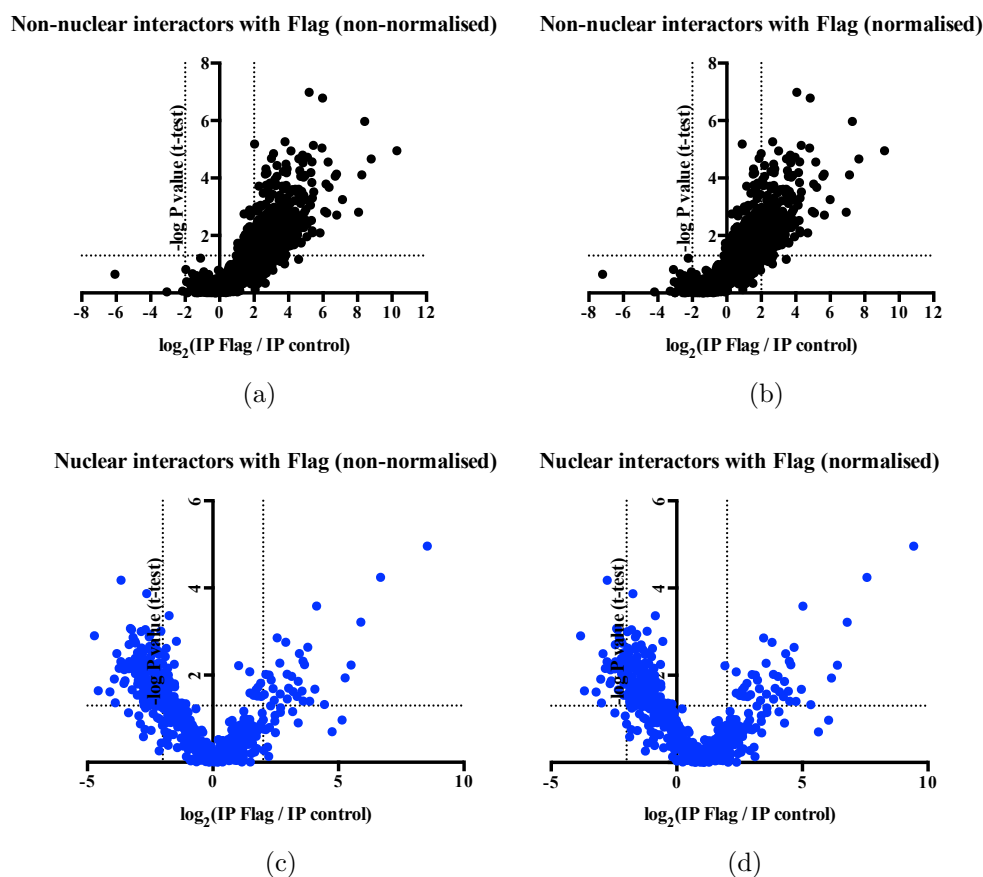 Non-nuclear interactors with Flag (non-normalised)
8
6
4
2
-log P value (t-test)
-8 -6 -4 -2 0 2 4 6 8 10 12
log2(IP Flag / IP control)
(a)
Non-nuclear interactors with Flag (normalised)
8
6
4
2
-log P value (t-test)
-8 -6 -4 -2 0 2 4 6 8 10 12
log2(IP Flag / IP control)
(b)
Nuclear interactors with Flag (non-normalised)
6
4
2
-log P value (t-test)
-5 0 5 10
log2(IP Flag / IP control)
(c)
Nuclear interactors with Flag (normalised)
6
4
2
-log P value (t-test)
-5 0 5 10
log2(IP Flag / IP control)
(d)